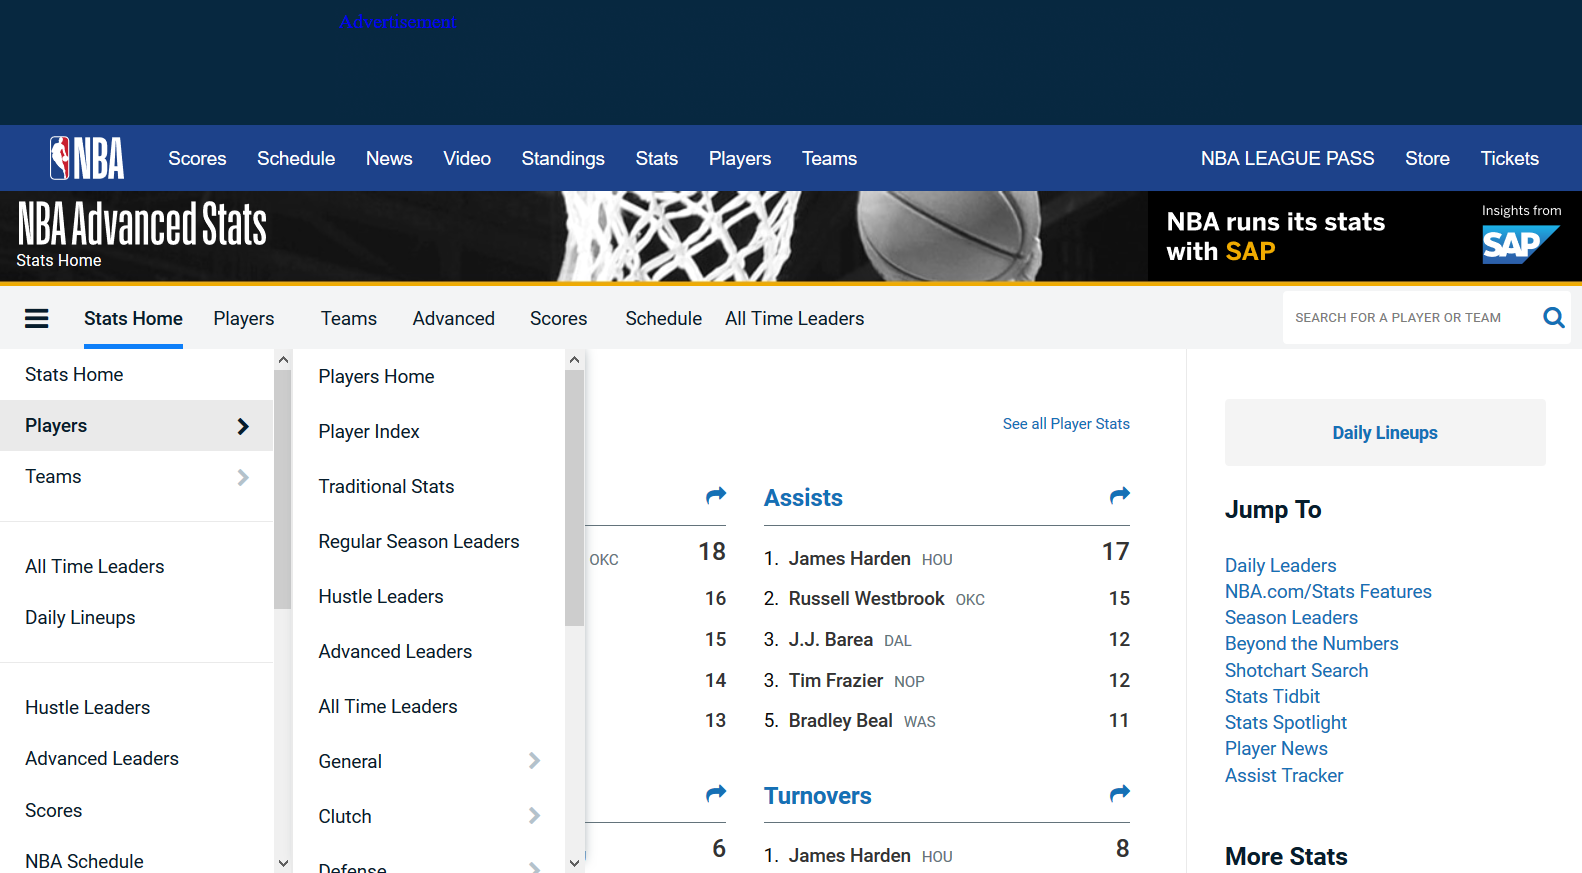 Advertisement
NBA
Scores Schedule News Video Standings Stats Players Teams NBA LEAGUE PASS Store Tickets
NBA Advanced Stats
Stats Home
NBA runs its stats
with SAP
Insights from
SAP
Stats Home Players Teams Advanced Scores Schedule All Time Leaders SEARCH FOR A PLAYER OR TEAM
Stats Home
Players
Teams
All Time Leaders
Daily Lineups
Hustle Leaders
Advanced Leaders
Scores
NBA Schedule
Players Home
Player Index
Traditional Stats
Regular Season Leaders
Hustle Leaders
Advanced Leaders
All Time Leaders
General
Clutch
Defense
See all Player Stats
OKC 18
16
15
14
13
6
Assists
1. James Harden HOU 17
2. Russell Westbrook OKC 15
3. J.J. Barea DAL 12
3. Tim Frazier NOP 12
5. Bradley Beal WAS 11
Turnovers
1. James Harden HOU 8
Daily Lineups
Jump To
Daily Leaders
NBA.com/Stats Features
Season Leaders
Beyond the Numbers
Shotchart Search
Stats Tidbit
Stats Spotlight
Player News
Assist Tracker
More Stats